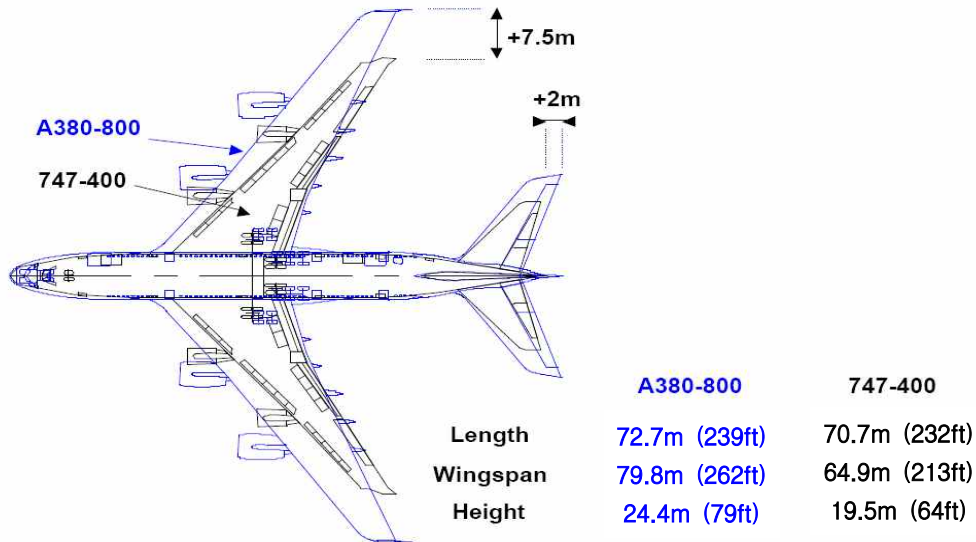 +7.5m
+2m
A380-800
747-400
A380-800 747-400
Length 72.7m (239ft) 70.7m (232ft)
Wingspan 79.8m (262ft) 64.9m (213ft)
Height 24.4m (79ft) 19.5m (64ft)